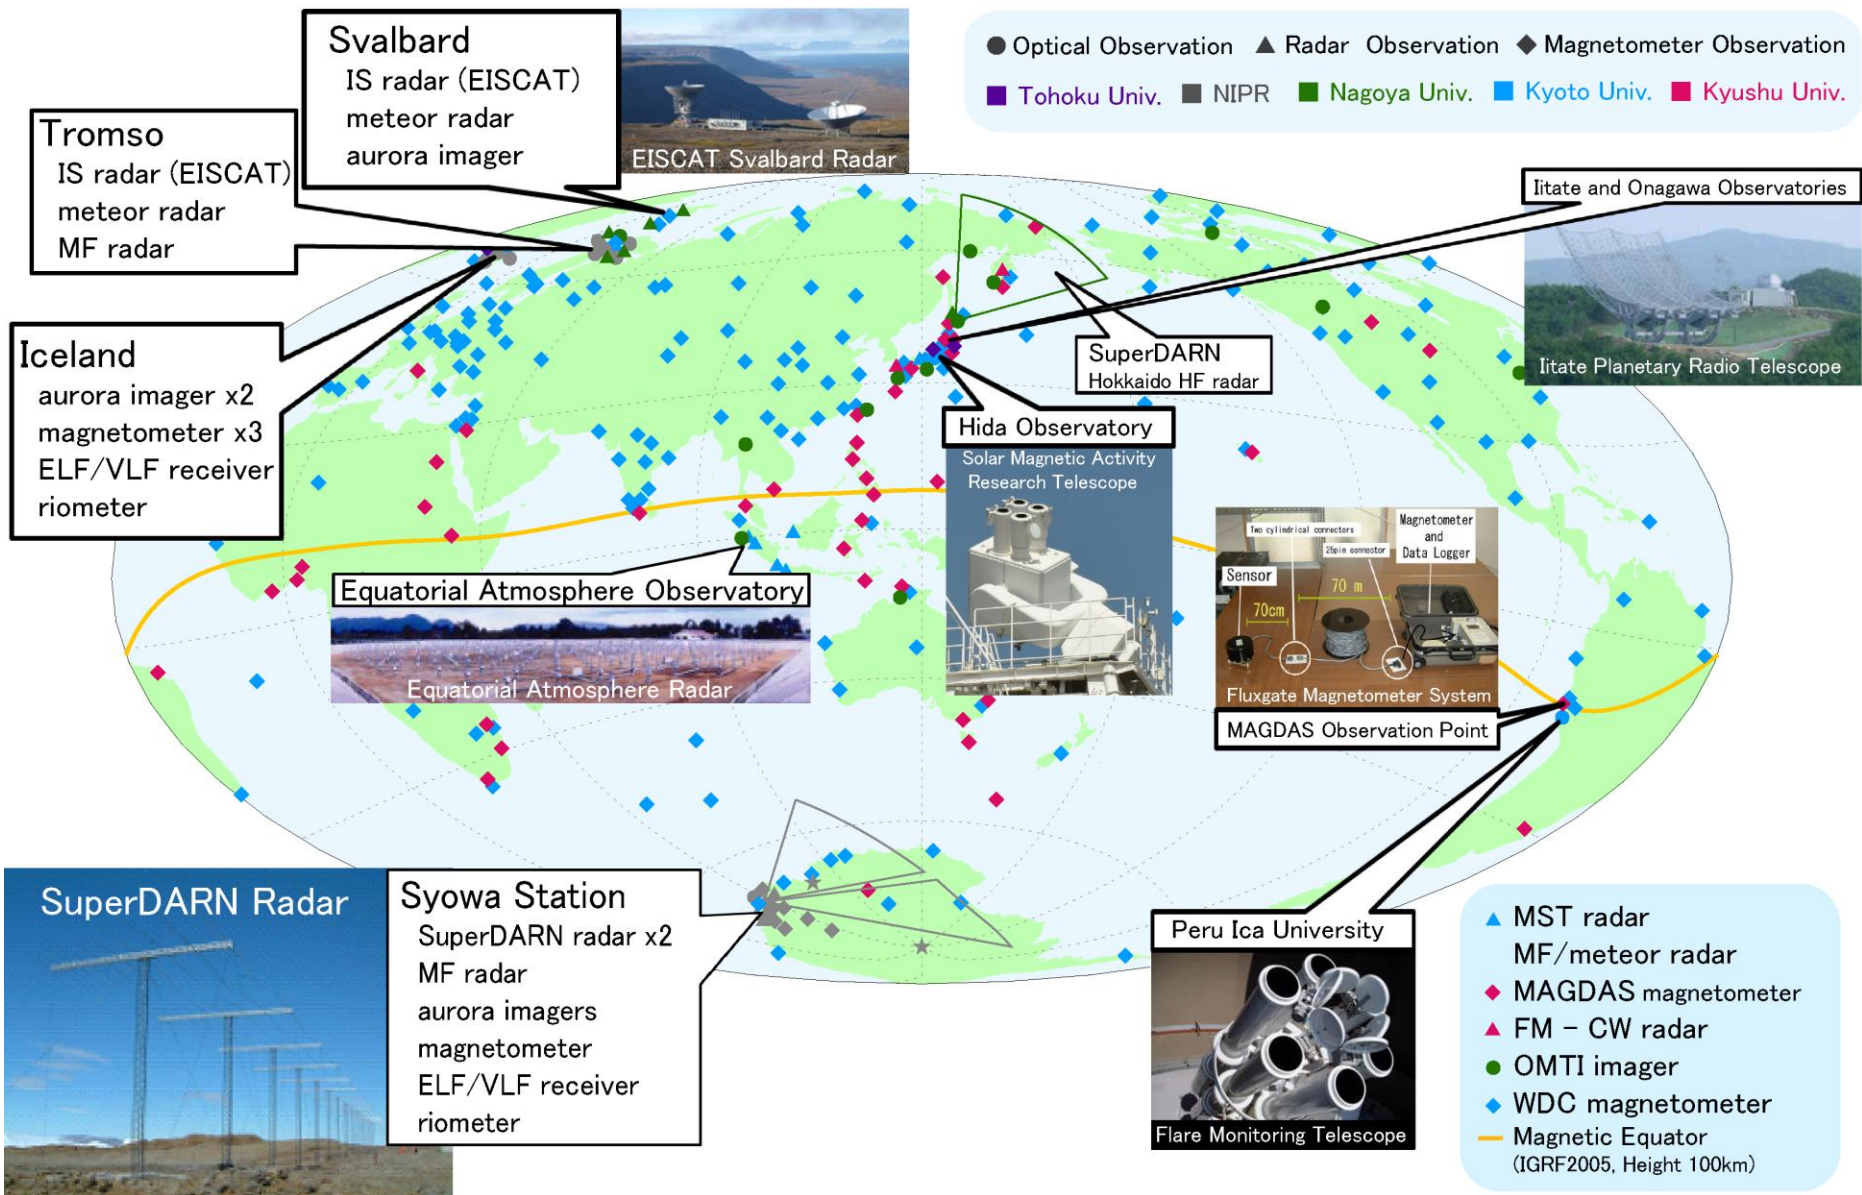 Svalbard
IS radar (EISCAT)
meteor radar
aurora imager
EISCAT Svalbard Radar
Optical Observation
Radar Observation
Magnetometer Observation
Tohoku Univ.
NIPR
Nagoya Univ.
Kyoto Univ.
Kyushu Univ.
Tromso
IS radar (EISCAT)
meteor radar
MF radar
Iitate and Onagawa Observatories
Iitate Planetary Radio Telescope
Iceland
aurora imager x2
magnetometer x3
ELF/VLF receiver
riometer
SuperDARN
Hokkaido HF radar
Hida Observatory
Solar Magnetic Activity
Research Telescope
Two cylindrical connectors
25pin connector
Magnetometer
and
Data Logger
Sensor
70 m
70cm
Fluxgate Magnetometer System
MAGDAS Observation Point
Equatorial Atmosphere Observatory
Equatorial Atmosphere Radar
SuperDARN Radar
Syowa Station
SuperDARN radar x2
MF radar
aurora imagers
magnetometer
ELF/VLF receiver
riometer
Peru Ica University
Flare Monitoring Telescope
MST radar
MF/meteor radar
MAGDAS magnetometer
FM - CW radar
OMTI imager
WDC magnetometer
Magnetic Equator
(IGRF2005, Height 100km)